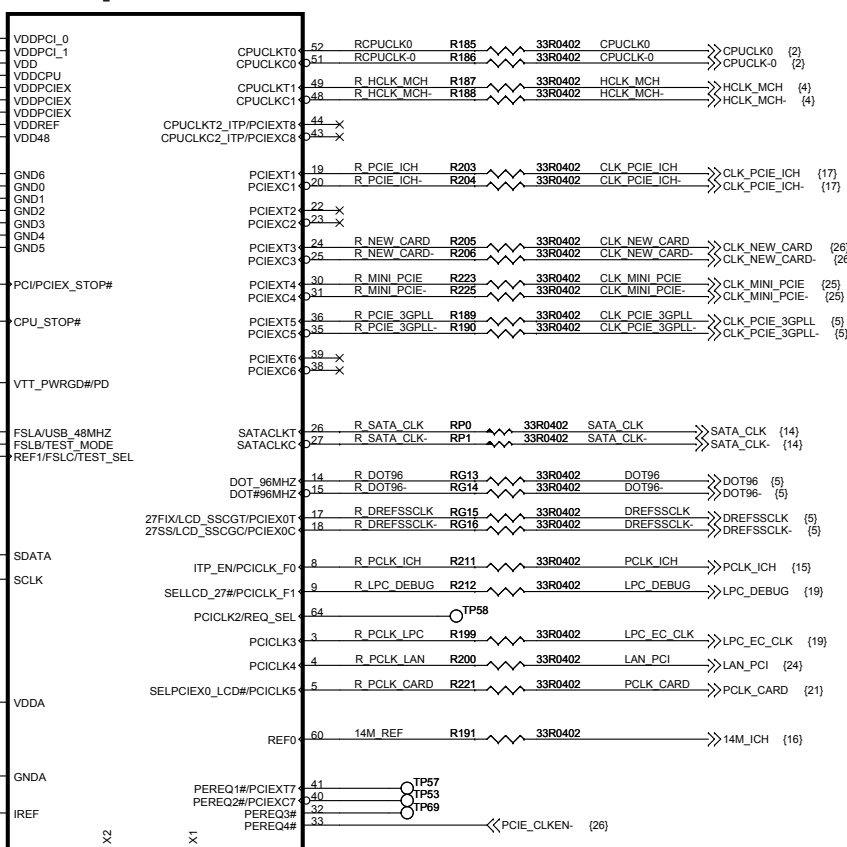 VDDPCI_0
VDDPCI_1
VDD
VDDCPU
VDDPCIEX
VDDPCIEX
VDDPCIEX
VDDREF
VDD48
GND6
GND0
GND1
GND2
GND3
GND4
GND5
PCI/PCIEX_STOP#
CPU_STOP#
VTT_PWRGD#/PD
FSLA/USB_48MHZ
FSLB/TEST_MODE
REF1/FSLC/TEST_SEL
SDATA
SCLK
VDDA
GNDA
IREF
X2
X1
CPUCLKT0 52 RCPUCLK0 R185 33R0402 CPUCLK0 CPUCLK0 {2}
CPUCLKC0 51 RCPUCLK-0 R186 33R0402 CPUCLK-0 CPUCLK-0 {2}
CPUCLKT1 49 R_HCLK_MCH R187 33R0402 HCLK_MCH HCLK_MCH {4}
CPUCLKC1 48 R_HCLK_MCH- R188 33R0402 HCLK_MCH- HCLK_MCH- {4}
CPUCLKT2_ITP/PCIEXT8 44
CPUCLKC2_ITP/PCIEXC8 43
PCIEXT1 19 R_PCIE_ICH R203 33R0402 CLK_PCIE_ICH CLK_PCIE_ICH {17}
PCIEXC1 20 R_PCIE_ICH- R204 33R0402 CLK_PCIE_ICH- CLK_PCIE_ICH- {17}
PCIEXT2 22
PCIEXC2 23
PCIEXT3 24 R_NEW_CARD R205 33R0402 CLK_NEW_CARD CLK_NEW_CARD {26}
PCIEXC3 25 R_NEW_CARD- R206 33R0402 CLK_NEW_CARD- CLK_NEW_CARD- {26
PCIEXT4 30 R_MINI_PCIE R223 33R0402 CLK_MINI_PCIE CLK_MINI_PCIE {25}
PCIEXC4 31 R_MINI_PCIE- R225 33R0402 CLK_MINI_PCIE- CLK_MINI_PCIE- {25}
PCIEXT5 36 R_PCIE_3GPLL R189 33R0402 CLK_PCIE_3GPLL CLK_PCIE_3GPLL {5}
PCIEXC5 35 R_PCIE_3GPLL- R190 33R0402 CLK_PCIE_3GPLL- CLK_PCIE_3GPLL- {5}
PCIEXT6 39
PCIEXC6 38
SATACLKT 26 R_SATA_CLK RP0 33R0402 SATA_CLK SATA_CLK {14}
SATACLKC 27 R_SATA_CLK- RP1 33R0402 SATA_CLK- SATA_CLK- {14}
DOT_96MHZ 14 R_DOT96 RG13 33R0402 DOT96 DOT96 {5}
DOT#96MHZ 15 R_DOT96- RG14 33R0402 DOT96- DOT96- {5}
27FIX/LCD_SSCGT/PCIEX0T 17 R_DREFSSCLK RG15 33R0402 DREFSSCLK DREFSSCLK {5}
27SS/LCD_SSCGC/PCIEX0C 18 R_DREFSSCLK- RG16 33R0402 DREFSSCLK- DREFSSCLK- {5}
ITP_EN/PCICLK_F0 8 R_PCLK_ICH R211 33R0402 PCLK_ICH PCLK_ICH {15}
SELLCD_27#/PCICLK_F1 9 R_LPC_DEBUG R212 33R0402 LPC_DEBUG LPC_DEBUG {19}
PCICLK2/REQ_SEL 64 TP58
PCICLK3 3 R_PCLK_LPC R199 33R0402 LPC_EC_CLK LPC_EC_CLK {19}
PCICLK4 4 R_PCLK_LAN R200 33R0402 LAN_PCI LAN_PCI {24}
SELPCIEX0_LCD#/PCICLK5 5 R_PCLK_CARD R221 33R0402 PCLK_CARD PCLK_CARD {21}
REF0 60 14M_REF R191 33R0402 14M_ICH {16}
PEREQ1#/PCIEXT7 41 TP57
PEREQ2#/PCIEXC7 40 TP53
PEREQ3# 32 TP69
PEREQ4# 33 PCIE_CLKEN- {26}